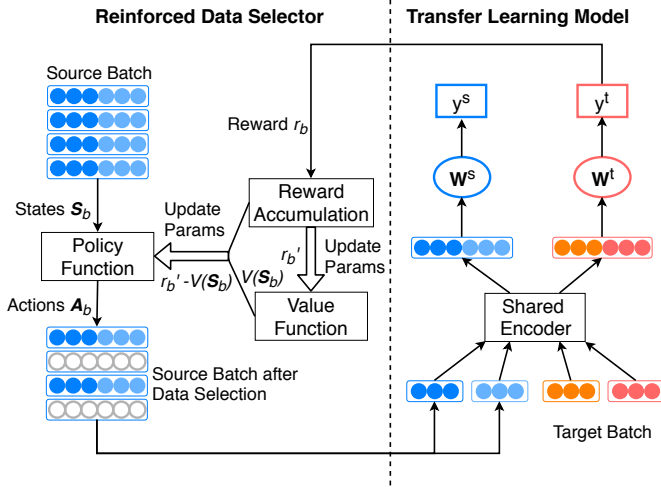 Reinforced Data Selector
Transfer Learning Model
Source Batch
Reward r_b
States S_b
Policy
Function
Update
Params
Reward
Accumulation
r_b' - V(S_b)
V(S_b)
r_b'
Update
Params
Value
Function
Actions A_b
Source Batch after
Data Selection
y^s
y^t
W^s
W^t
Shared
Encoder
Target Batch